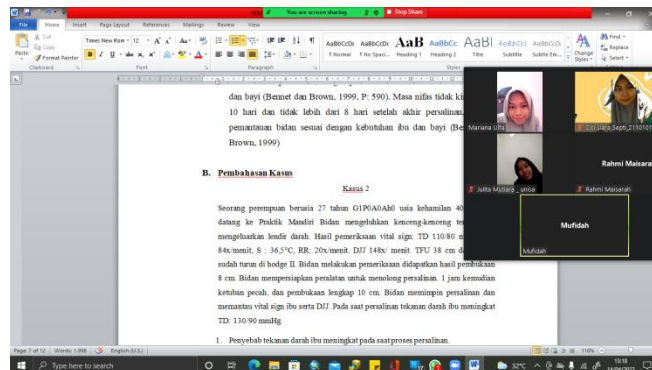 You are screen sharing
Stop Share
File Home Insert Page Layout References Mailings Review View
Cut
Copy
Format Painter
Paste
Clipboard
Times New Rom 12
Font
Paragraph
AaBbCcDc AaBbCcDc AaBbC AaBbCc AaBl AaBbCcI AaBbCcDc
1 Normal 1 No Spaci... Heading 1 Heading 2 Title Subtitle Subtle Em...
Change Styles
Styles
Find
Replace
Select
dan bayi (Bennet dan Brown, 1999, P: 590). Masa nifas tidak
10 hari dan tidak lebih dari 8 hari setelah akhir persalinan,
pemantauan bidan sesuai dengan kebutuhan ibu dan bayi
Brown, 1999)
B. Pembahasan Kasus
Kasus 2
Seorang perempuan berusia 27 tahun G1P0A0Ah0 usia kehamilan 40
datang ke Praktik Mandiri Bidan mengeluhkan kenceng-kenceng
mengeluarkan lendir darah. Hasil pemeriksaan vital sign: TD 110/80
84x/menit, S : 36,5°C, RR: 20x/menit. DJJ 148x/ menit. TFU 38 cm
sudah turun di hodge II. Bidan melakukan pemeriksaan didapatkan hasil pembukaan
8 cm. Bidan mempersiapkan peralatan untuk menolong persalinan. 1 jam kemudian
ketuban pecah, dan pembukaan lengkap 10 cm. Bidan memimpin persalinan dan
memantau vital sign ibu serta DJJ. Pada saat persalinan tekanan darah ibu meningkat
TD: 130/90 mmHg.
1. Penyebab tekanan darah ibu meningkat pada saat proses persalinan.
Mariana Ulfa
Julita Mutiara _unisa
Rahmi Maisara
Rahmi Maisarah
Mufidah
Mufidah
Page: 7 of 12 Words: 1.998 English (U.S.) 118%
Type here to search
32°C
13:18